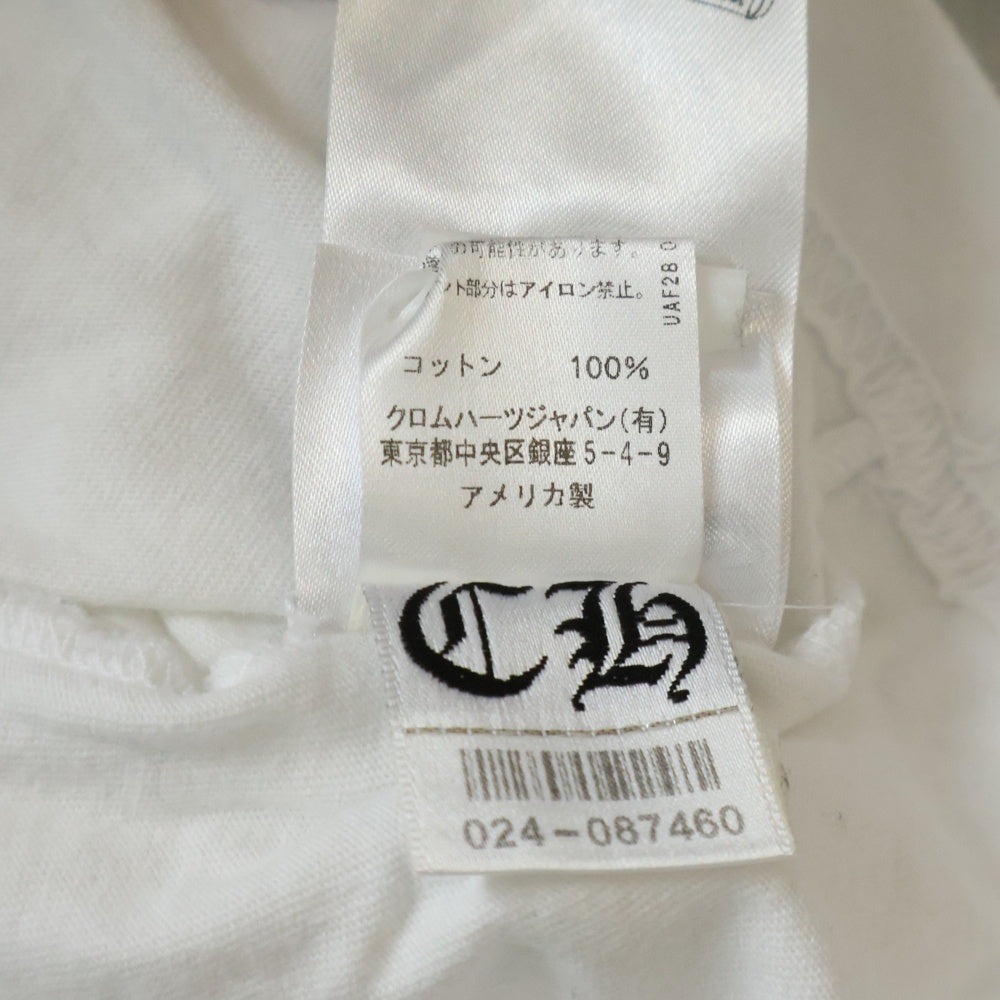 の可能性があります。
ント部分はアイロン禁止。
UAF28 0
コットン 100%
クロムハーツジャパン(有)
東京都中央区銀座5-4-9
アメリカ製
CH
024-087460